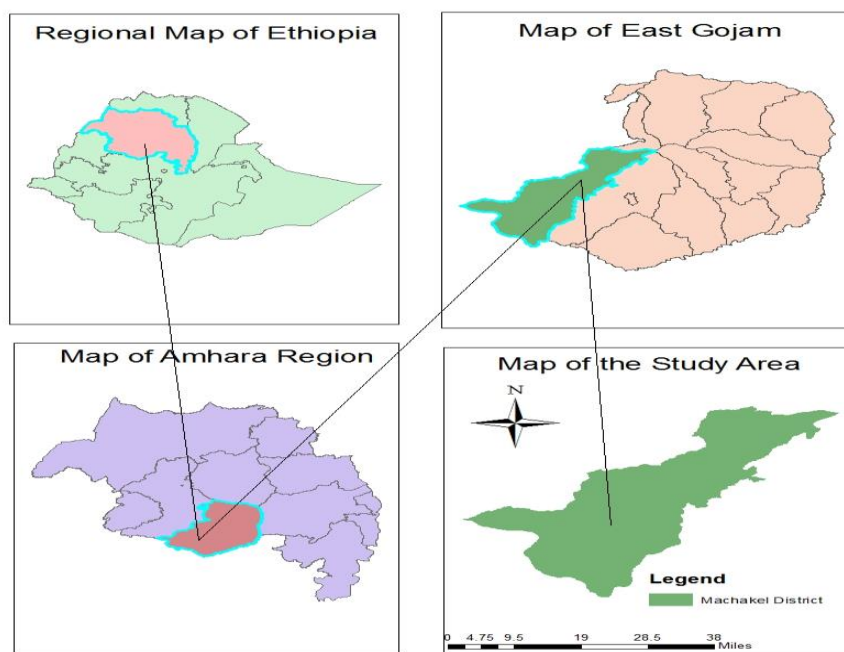 Regional Map of Ethiopia
Map of East Gojam
Map of Amhara Region
Map of the Study Area
N
Legend
Machakel District
0 4.75 9.5 19 28.5 38
Miles